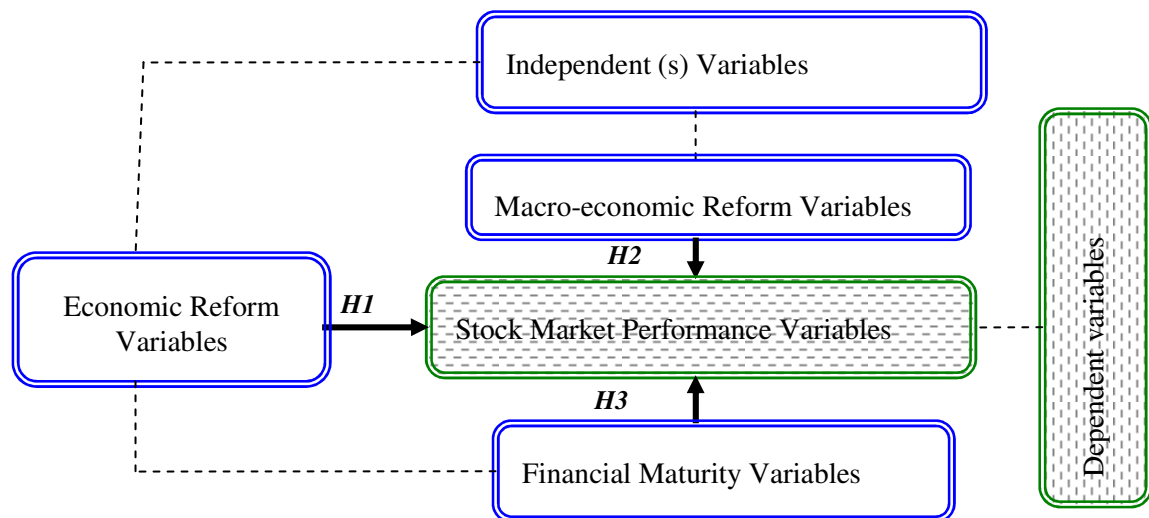 Independent (s) Variables
Macro-economic Reform Variables
H2
Economic Reform
Variables
H1
Stock Market Performance Variables
H3
Financial Maturity Variables
Dependent variables